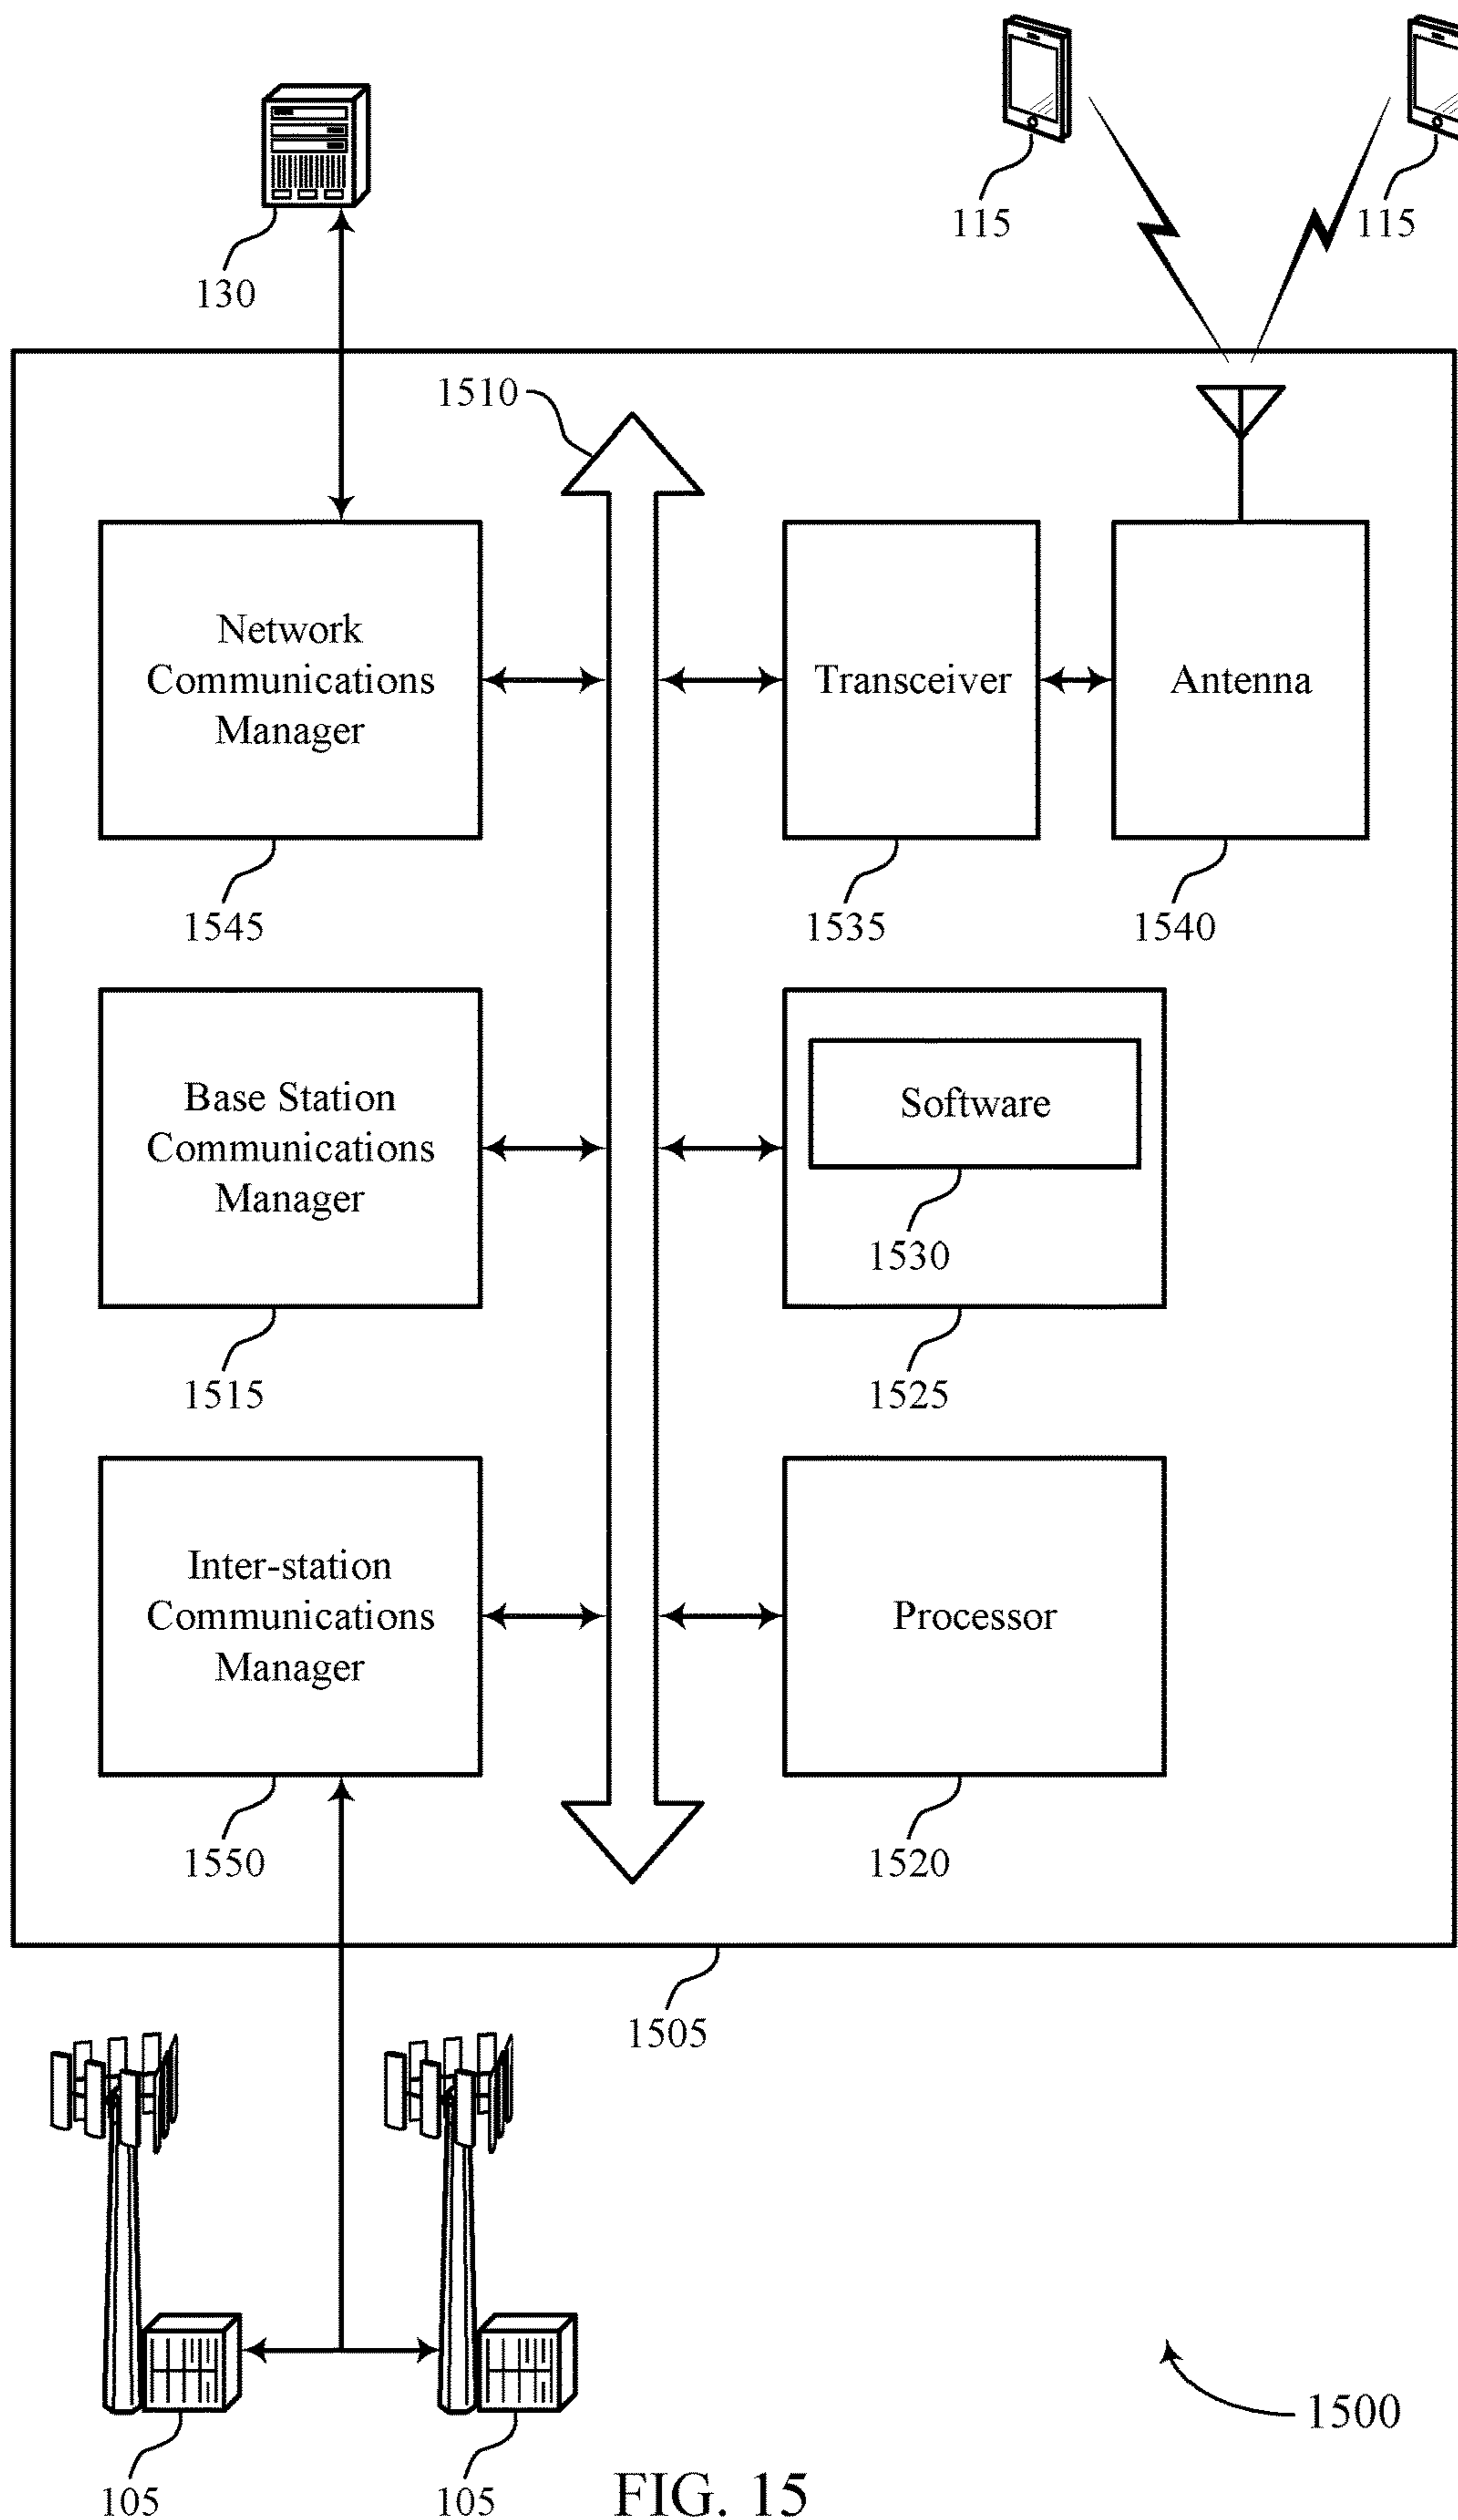 115
115
130
1510
Network
Communications
Manager
Transceiver
Antenna
1545
1535
1540
Base Station
Communications
Manager
Software
1530
1515
1525
Inter-station
Communications
Manager
Processor
1550
1520
1505
1500
105
105
FIG. 15